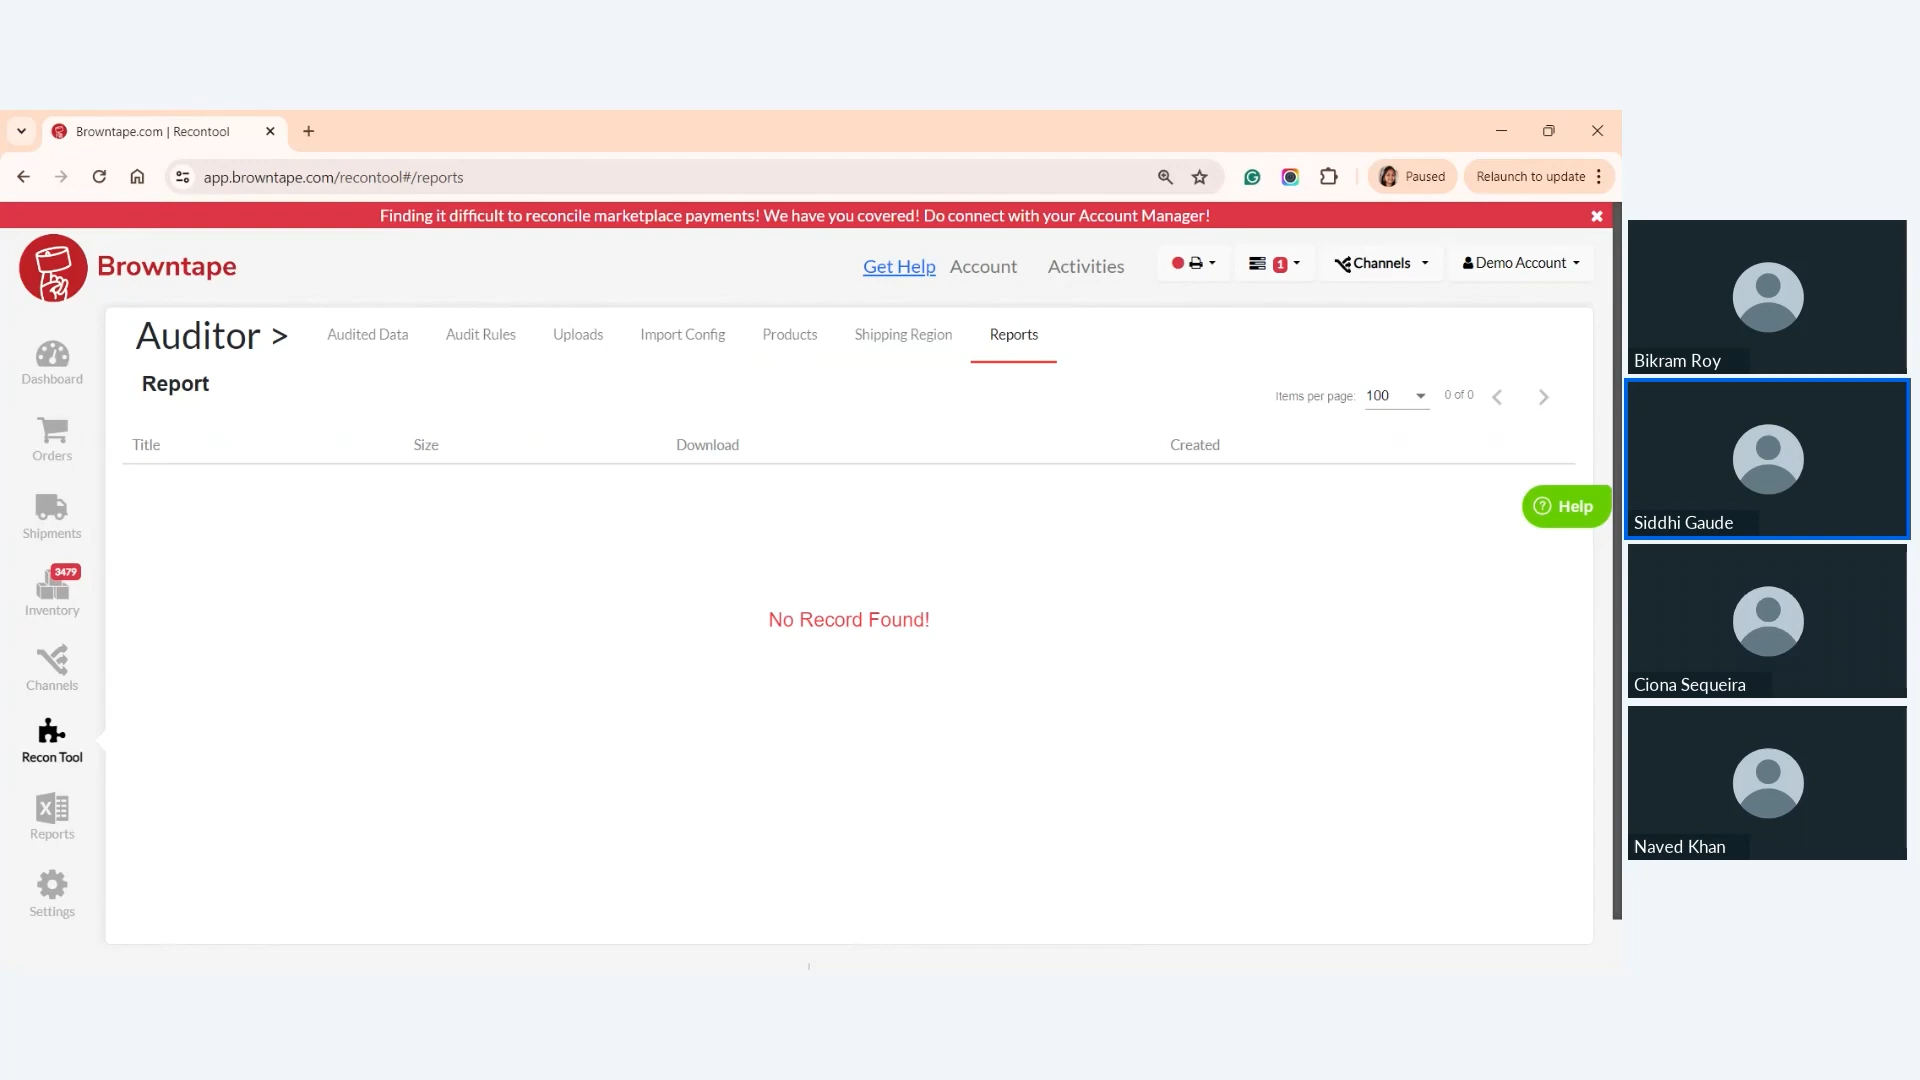 Browntape.com | Recontool
app.browntape.com/recontool#/reports
Paused
Relaunch to update
Finding it difficult to reconcile marketplace payments! We have you covered! Do connect with your Account Manager!
Browntape
Get Help
Account
Activities
1
Channels
Demo Account
Auditor >
Audited Data
Audit Rules
Uploads
Import Config
Products
Shipping Region
Reports
Report
Items per page: 100
0 of 0
Title
Size
Download
Created
No Record Found!
Help
Dashboard
Orders
Shipments
3479
Inventory
Channels
Recon Tool
Reports
Settings
Bikram Roy
Siddhi Gaude
Ciona Sequeira
Naved Khan